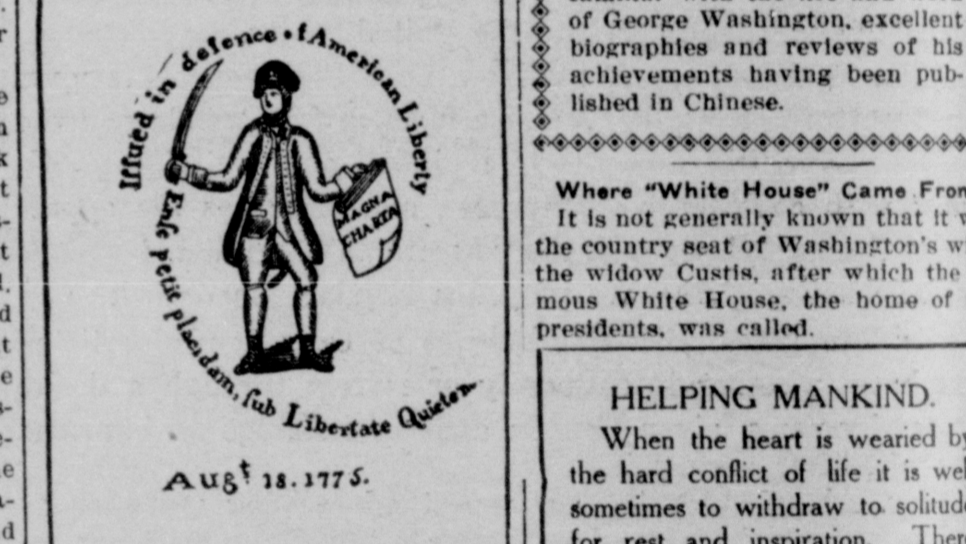 Iſſued in defence of American Liberty
MAGNA
CHARTA
Enſe petit placidam, ſub Libertate Quietem
Augt 18. 1775.
of George Washington, excellent
biographies and reviews of his
achievements having been pub-
lished in Chinese.
Where "White House" Came From
It is not generally known that it
the country seat of Washington's
the widow Custis, after which the
mous White House, the home of
presidents, was called.
HELPING MANKIND.
When the heart is wearied by
the hard conflict of life it is
sometimes to withdraw to solitude
for rest and inspiration.